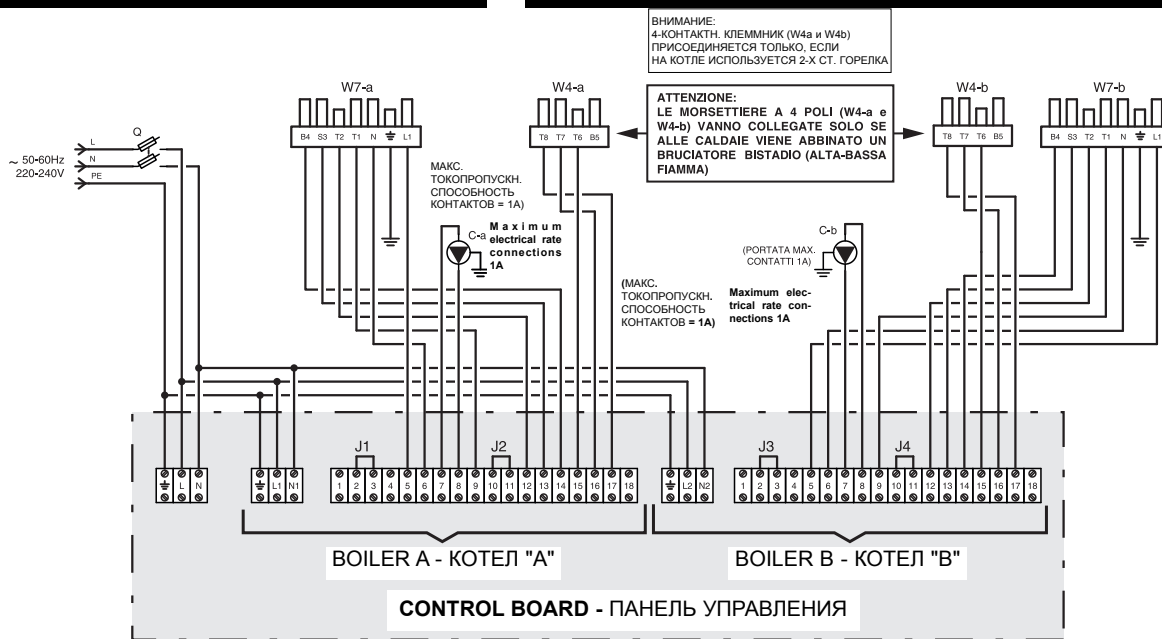 ВНИМАНИЕ:
4-КОНТАКТН. КЛЕММНИК (W4a и W4b)
ПРИСОЕДИНЯЕТСЯ ТОЛЬКО, ЕСЛИ
НА КОТЛЕ ИСПОЛЬЗУЕТСЯ 2-Х СТ. ГОРЕЛКА
W7-a
W4-a
W4-b
W7-b
B4 S3 T2 T1 N L1
T8 T7 T6 B5
ATTENZIONE:
LE MORSETTIERE A 4 POLI (W4-a e
W4-b) VANNO COLLEGATE SOLO SE
ALLE CALDAIE VIENE ABBINATO UN
BRUCIATORE BISTADIO (ALTA-BASSA
FIAMMA)
T8 T7 T6 B5
B4 S3 T2 T1 N L1
Q
L
N
PE
~ 50-60Hz
220-240V
МАКС.
ТОКОПРОПУСКН.
СПОСОБНОСТЬ
КОНТАКТОВ = 1A)
C-a
Maximum
electrical rate
connections
1A
C-b
(PORTATA MAX.
CONTATTI 1A)
(МАКС.
ТОКОПРОПУСКН.
СПОСОБНОСТЬ
КОНТАКТОВ = 1A)
Maximum elec-
trical rate con-
nections 1A
J1
J2
J3
J4
L N
L1 N1
1 2 3 4 5 6 7 8 9 10 11 12 13 14 15 16 17 18
L2 N2
1 2 3 4 5 6 7 8 9 10 11 12 13 14 15 16 17 18
BOILER A - КОТЕЛ "A"
BOILER B - КОТЕЛ "B"
CONTROL BOARD - ПАНЕЛЬ УПРАВЛЕНИЯ